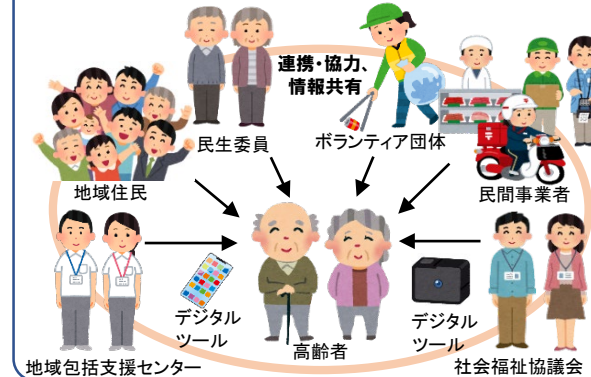 連携・協力、
情報共有
民生委員
ボランティア団体
地域住民
民間事業者
デジタル
ツール
高齢者
デジタル
ツール
地域包括支援センター
社会福祉協議会